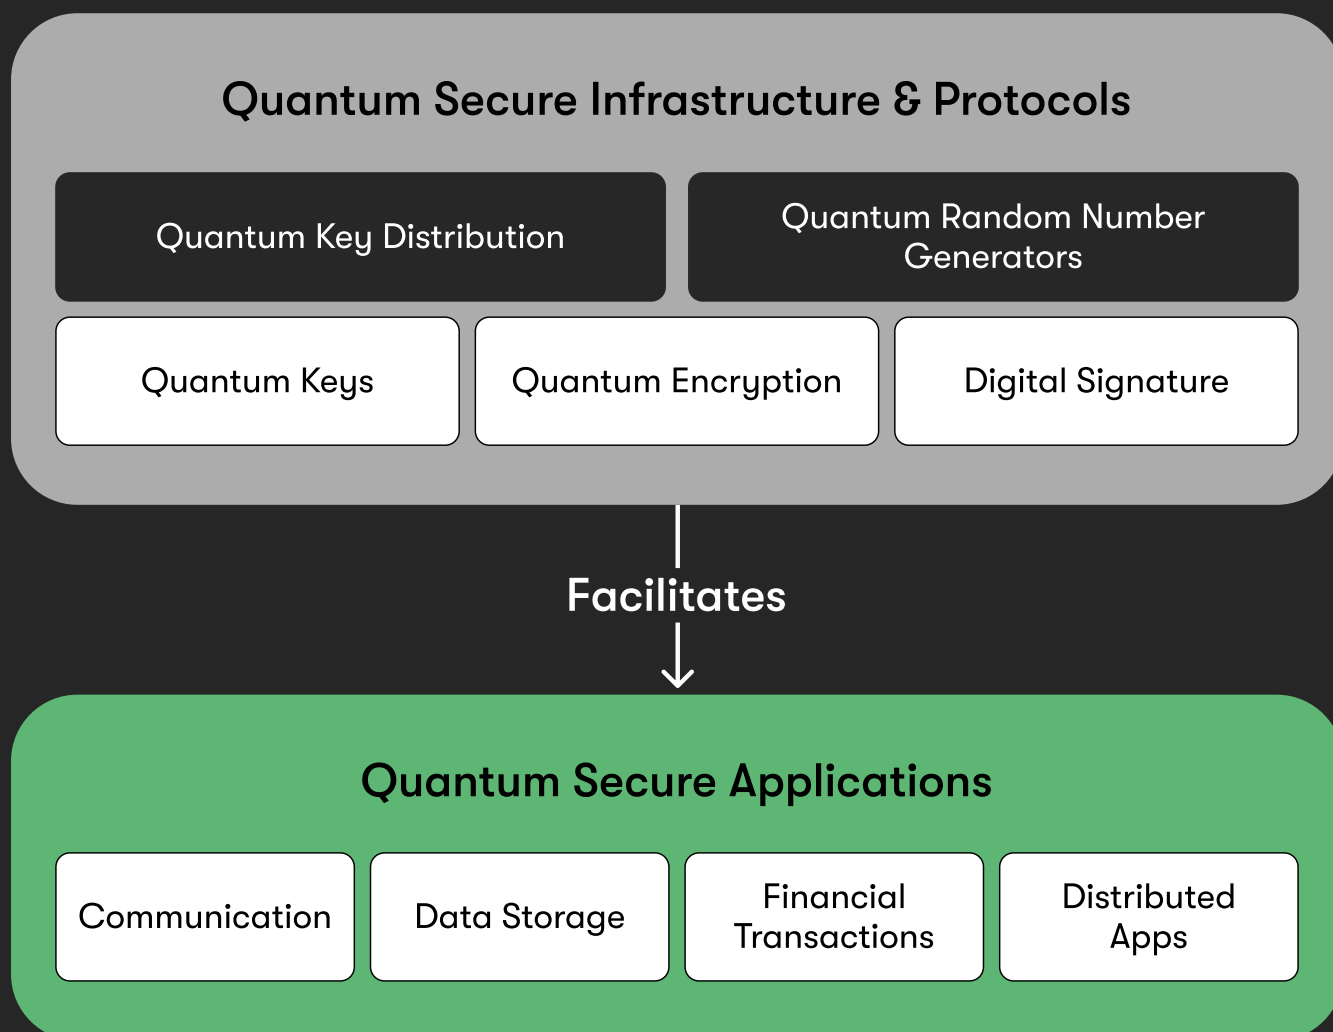 Quantum Secure Infrastructure & Protocols
Quantum Key Distribution
Quantum Random Number
Generators
Quantum Keys
Quantum Encryption
Digital Signature
Facilitates
Quantum Secure Applications
Communication
Data Storage
Financial
Transactions
Distributed
Apps